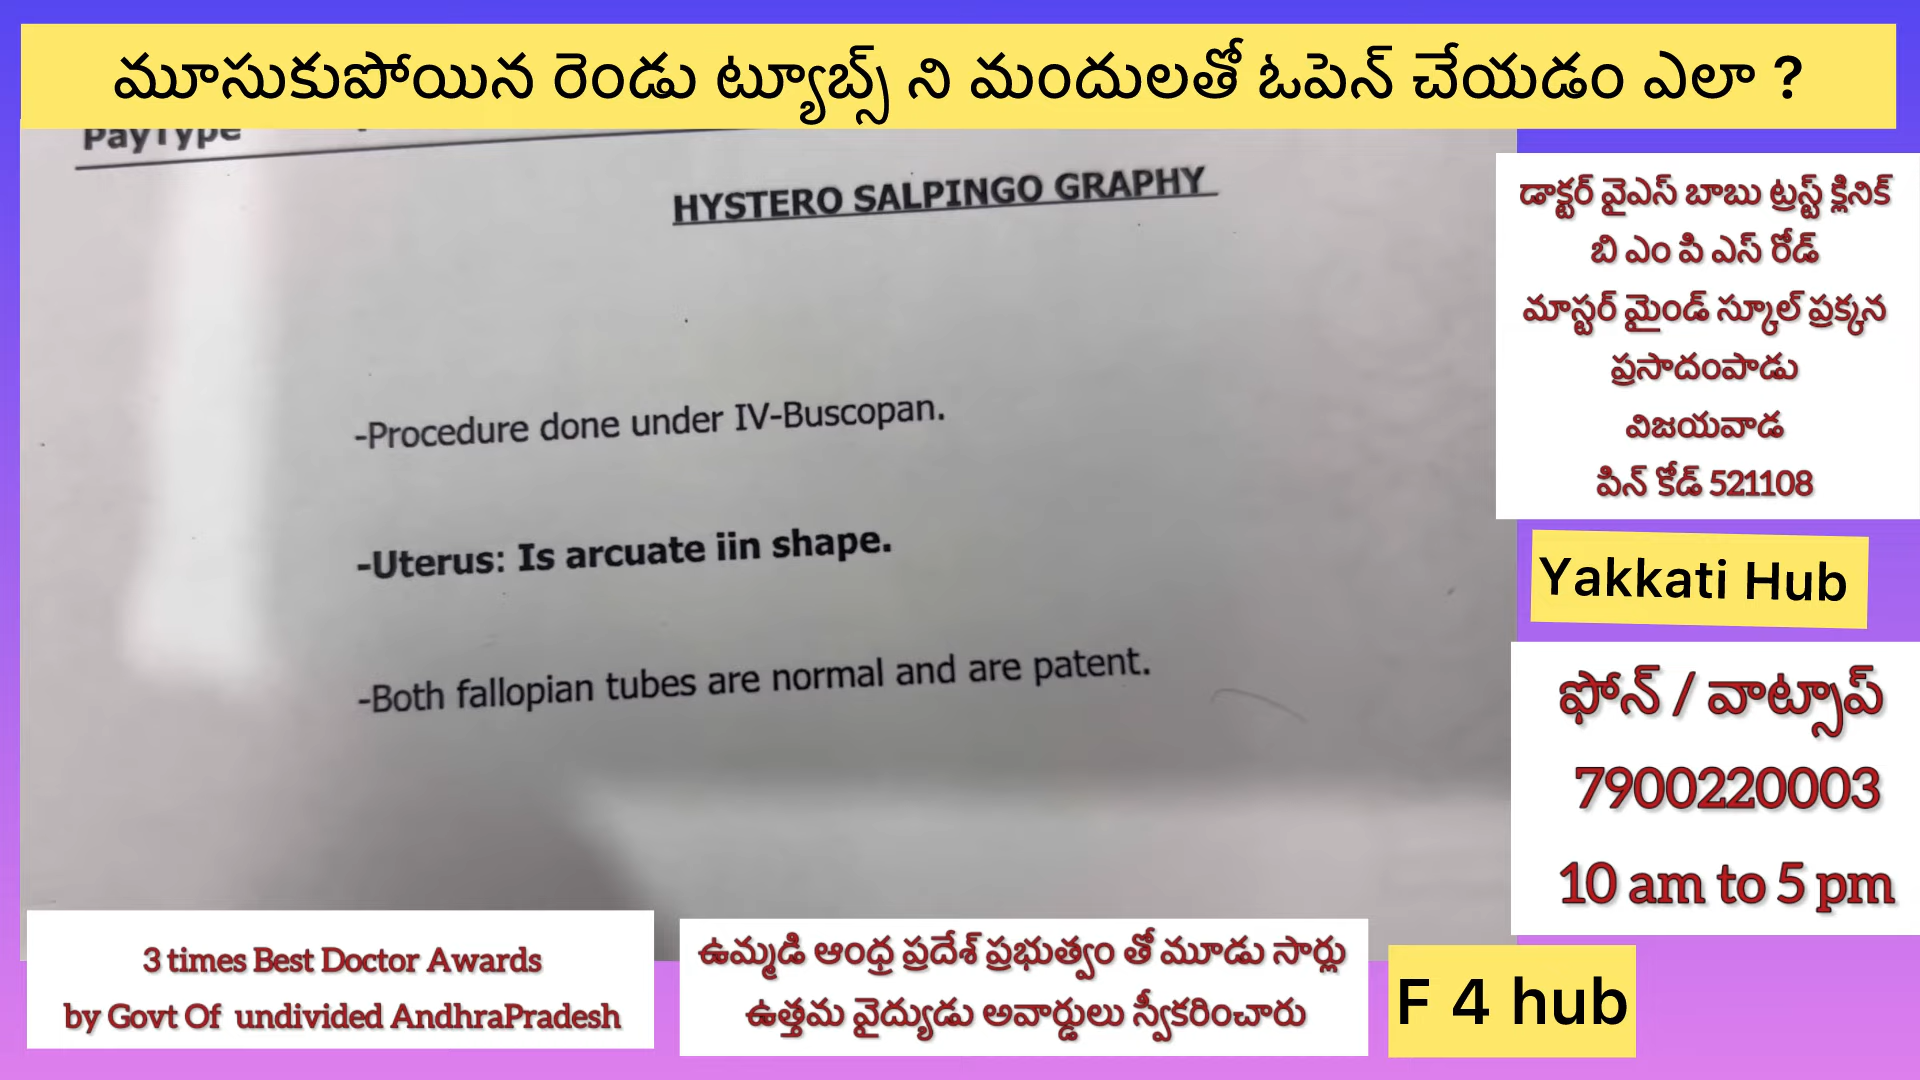 మూసుకుపోయిన రెండు ట్యూబ్స్ ని మందులతో ఓపెన్ చేయడం ఎలా ?
PayType
HYSTERO SALPINGO GRAPHY
-Procedure done under IV-Buscopan.
-Uterus: Is arcuate iin shape.
-Both fallopian tubes are normal and are patent.
డాక్టర్ వైఎస్ బాబు ట్రస్ట్ క్లినిక్
బి ఎం పి ఎస్ రోడ్
మాస్టర్ మైండ్ స్కూల్ ప్రక్కన
ప్రసాదంపాడు
విజయవాడ
పిన్ కోడ్ 521108
Yakkati Hub
ఫోన్ / వాట్సాప్
7900220003
10 am to 5 pm
3 times Best Doctor Awards
by Govt Of undivided AndhraPradesh
ఉమ్మడి ఆంధ్ర ప్రదేశ్ ప్రభుత్వం తో మూడు సార్లు
ఉత్తమ వైద్యుడు అవార్డులు స్వీకరించారు
F 4 hub